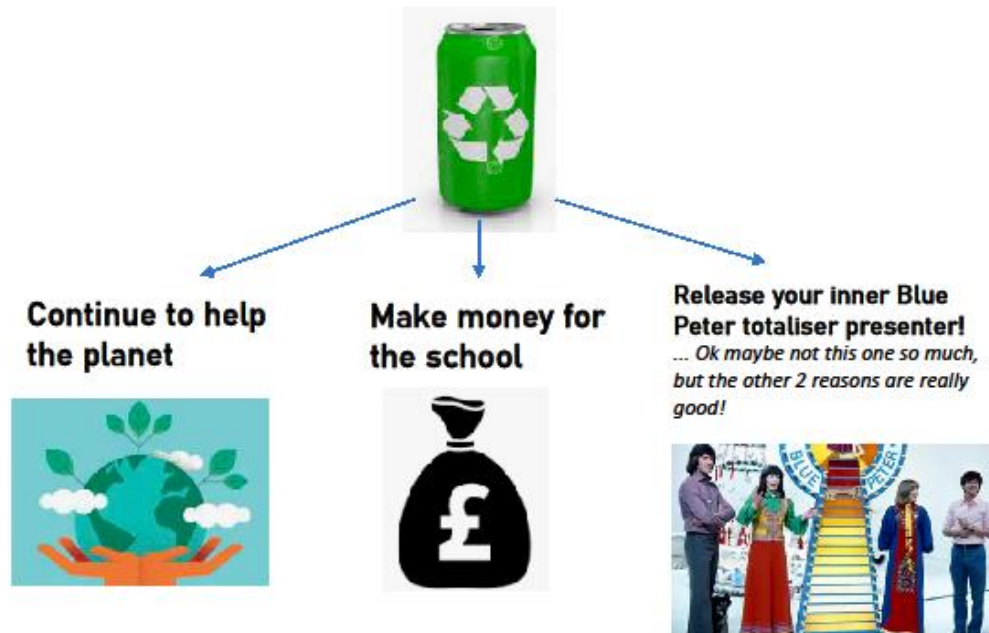 Continue to help
the planet
Make money for
the school
£
Release your inner Blue
Peter totaliser presenter!
... Ok maybe not this one so much,
but the other 2 reasons are really
good!
BLUE PETER